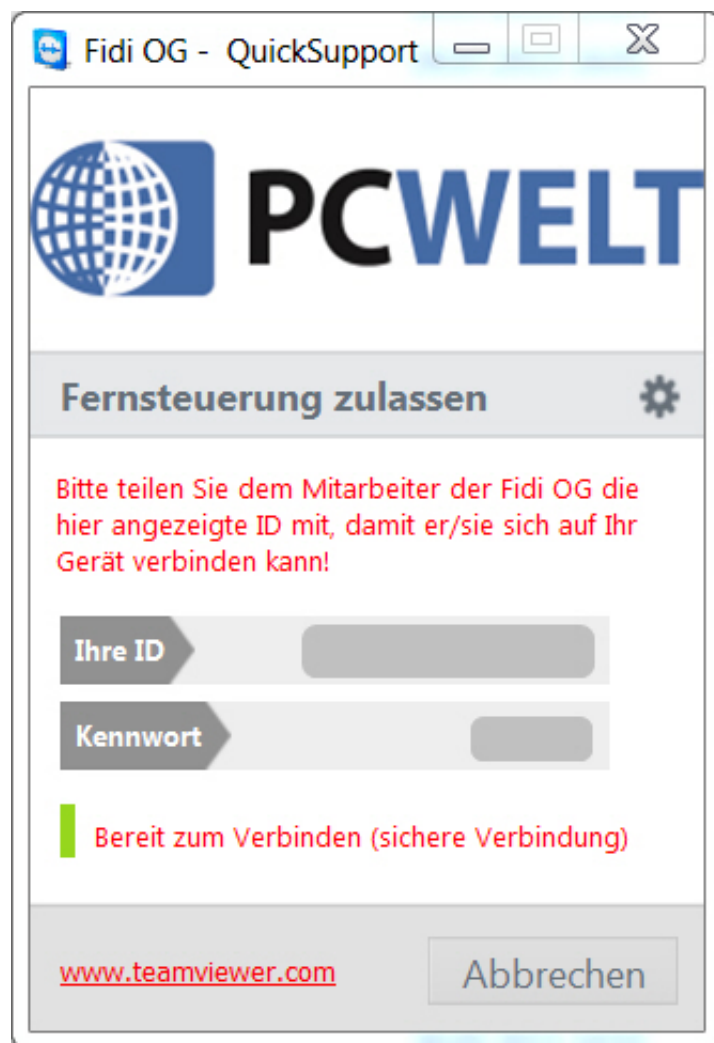 Fidi OG - QuickSupport
PCWELT
Fernsteuerung zulassen
Bitte teilen Sie dem Mitarbeiter der Fidi OG die
hier angezeigte ID mit, damit er/sie sich auf Ihr
Gerät verbinden kann!
Ihre ID
Kennwort
Bereit zum Verbinden (sichere Verbindung)
www.teamviewer.com
Abbrechen